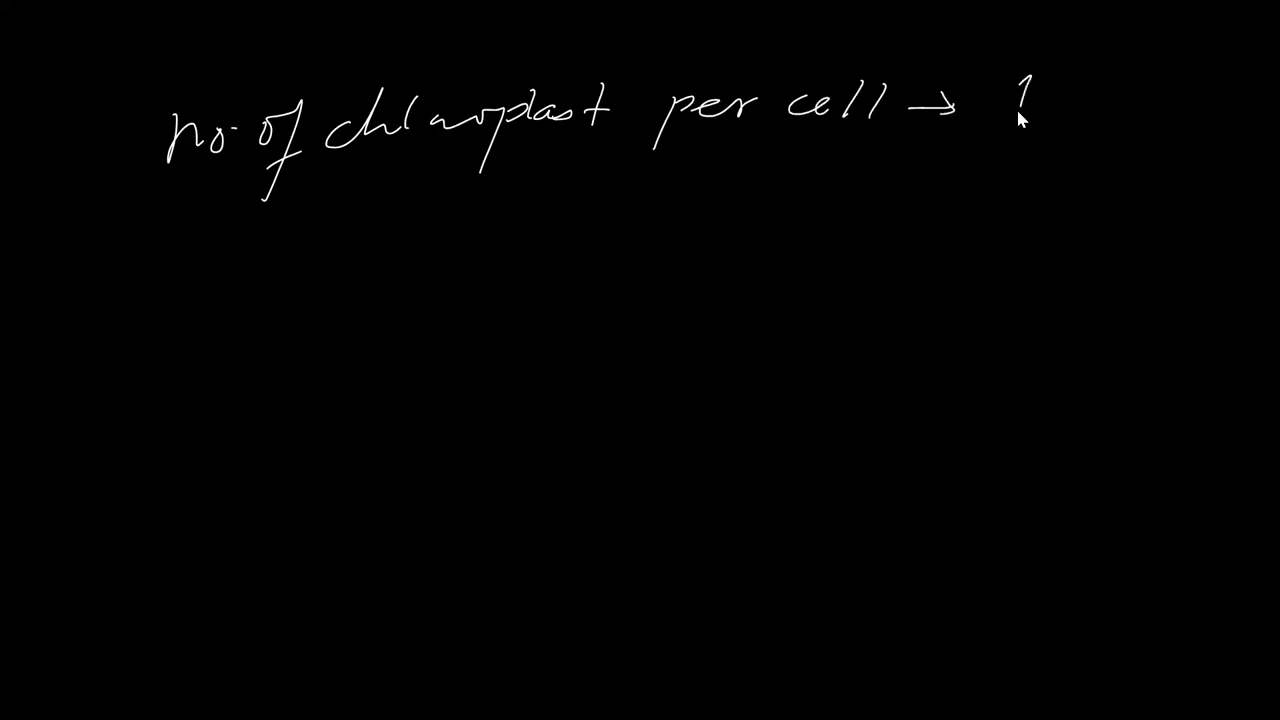 no. of chloroplast per cell → 1